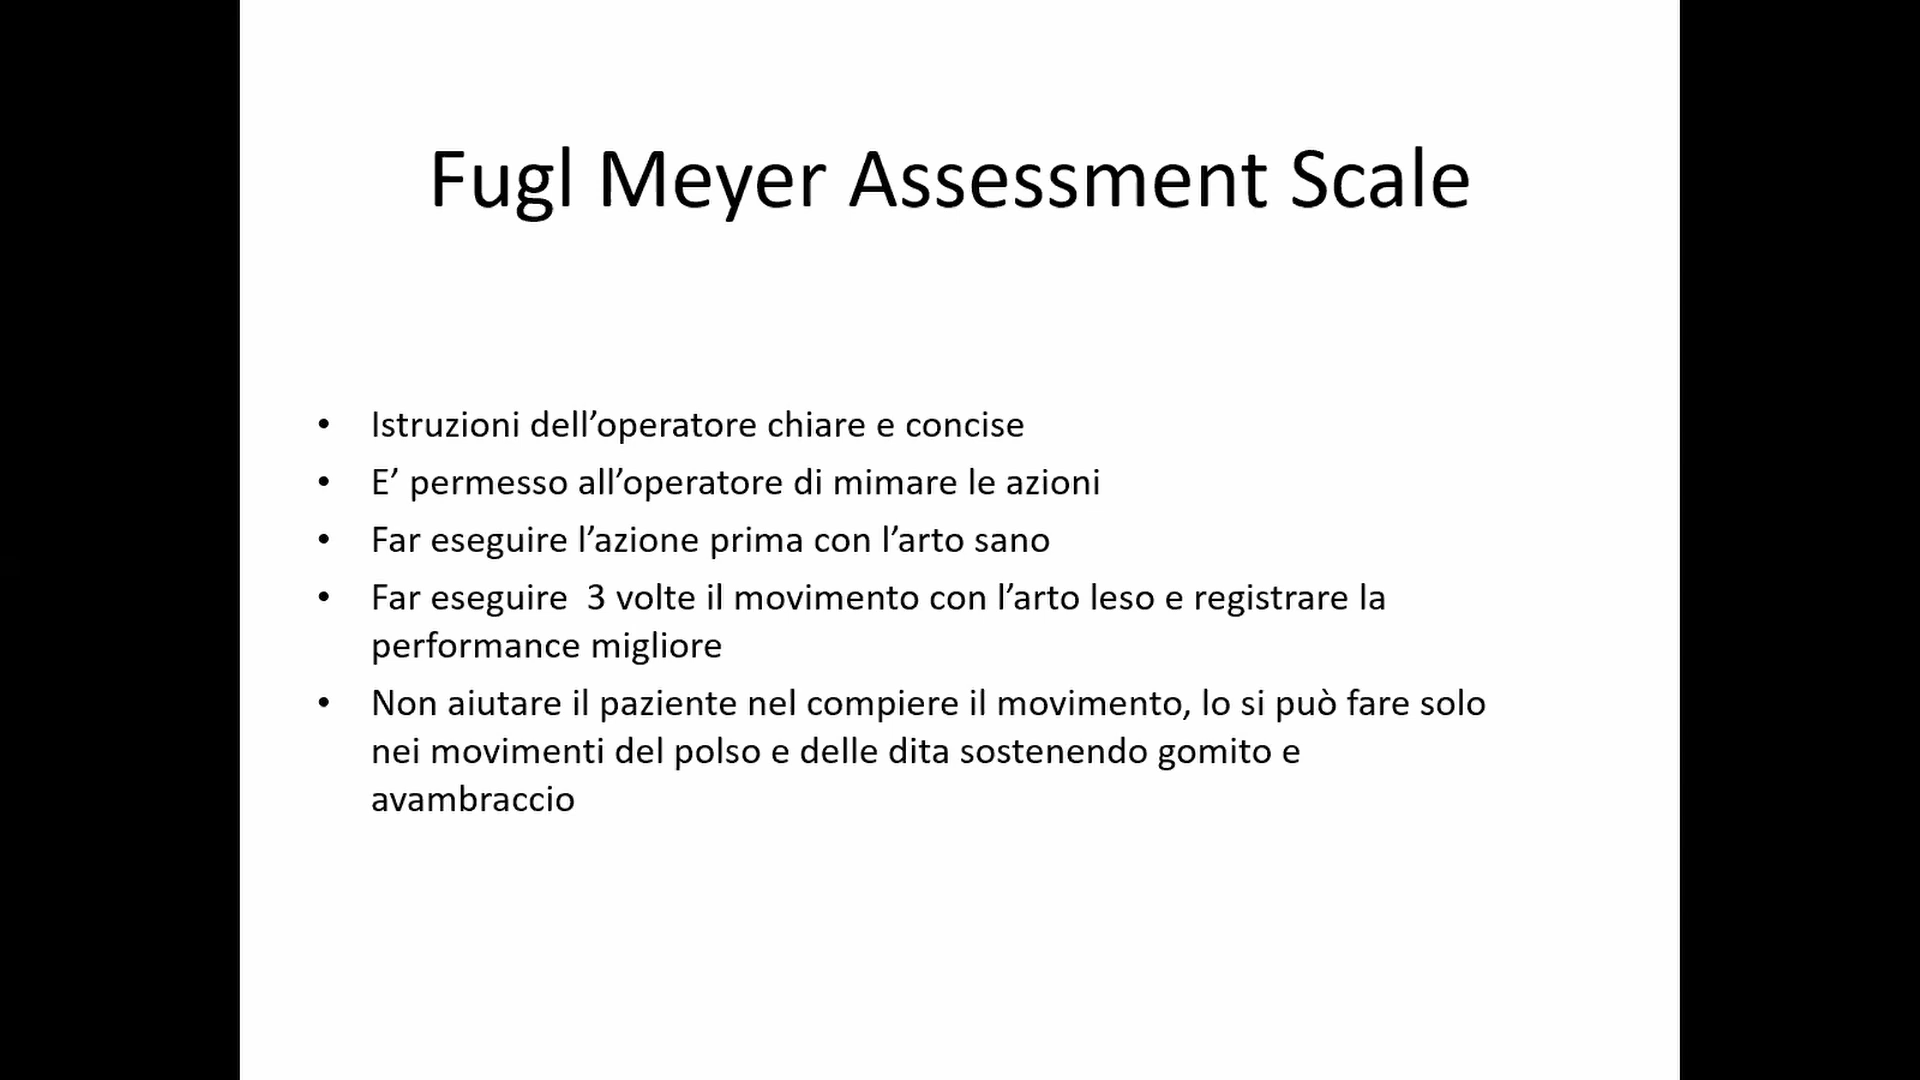 Fugl Meyer Assessment Scale
• Istruzioni dell’operatore chiare e concise
• E’ permesso all’operatore di mimare le azioni
• Far eseguire l’azione prima con l’arto sano
• Far eseguire  3 volte il movimento con l’arto leso e registrare la
performance migliore
• Non aiutare il paziente nel compiere il movimento, lo si può fare solo
nei movimenti del polso e delle dita sostenendo gomito e
avambraccio